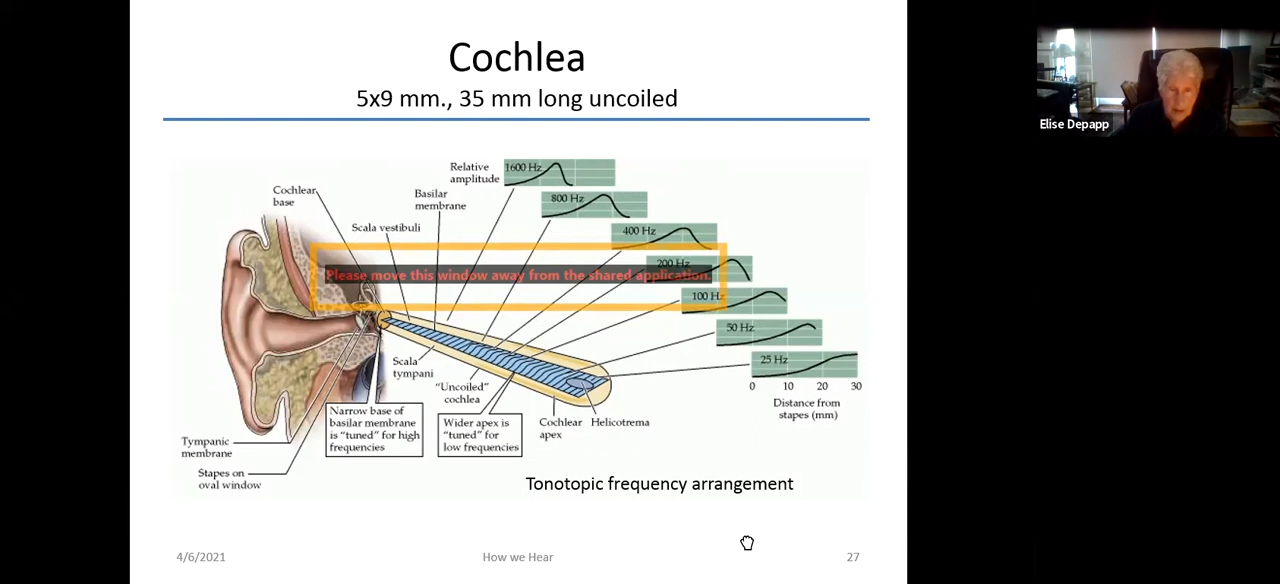 Cochlea
5x9 mm., 35 mm long uncoiled
Elise Depapp
Relative
amplitude
1600 Hz
Cochlear
base
Basilar
membrane
800 Hz
Scala vestibuli
400 Hz
200 Hz
Please move this window away from the shared application.
100 Hz
50 Hz
25 Hz
Scala
tympani
"Uncoiled"
cochlea
0 10 20 30
Distance from
stapes (mm)
Narrow base of
basilar membrane
is "tuned" for high
frequencies
Wider apex is
"tuned" for
low frequencies
Cochlear
apex
Helicotrema
Tympanic
membrane
Stapes on
oval window
Tonotopic frequency arrangement
4/6/2021
How we Hear
27